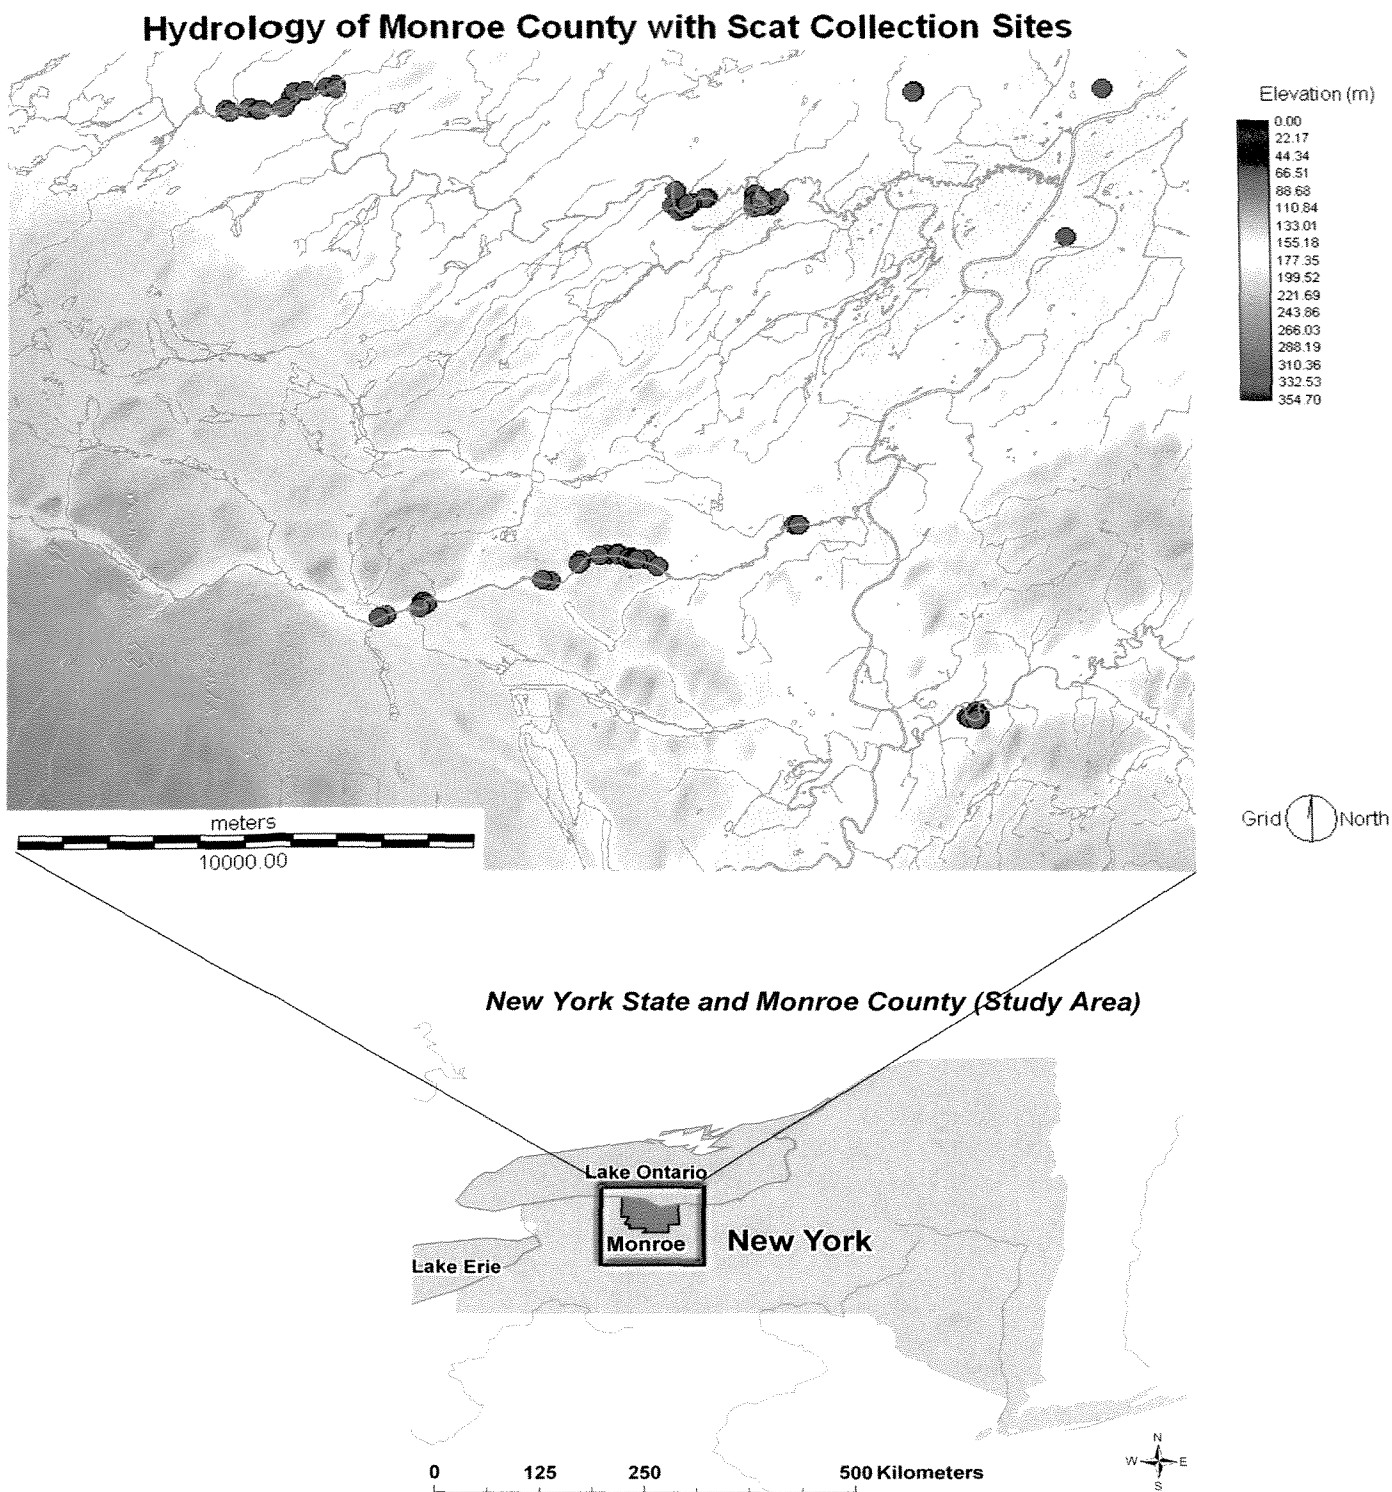 Hydrology of Monroe County with Scat Collection Sites
Elevation (m)
0.00
22.17
44.34
66.51
88.68
110.84
133.01
155.18
177.35
199.52
221.69
243.86
266.03
288.19
310.36
332.53
354.70
meters
10000.00
Grid North
New York State and Monroe County (Study Area)
Lake Ontario
Monroe
New York
Lake Erie
N
W E
S
0 125 250 500 Kilometers